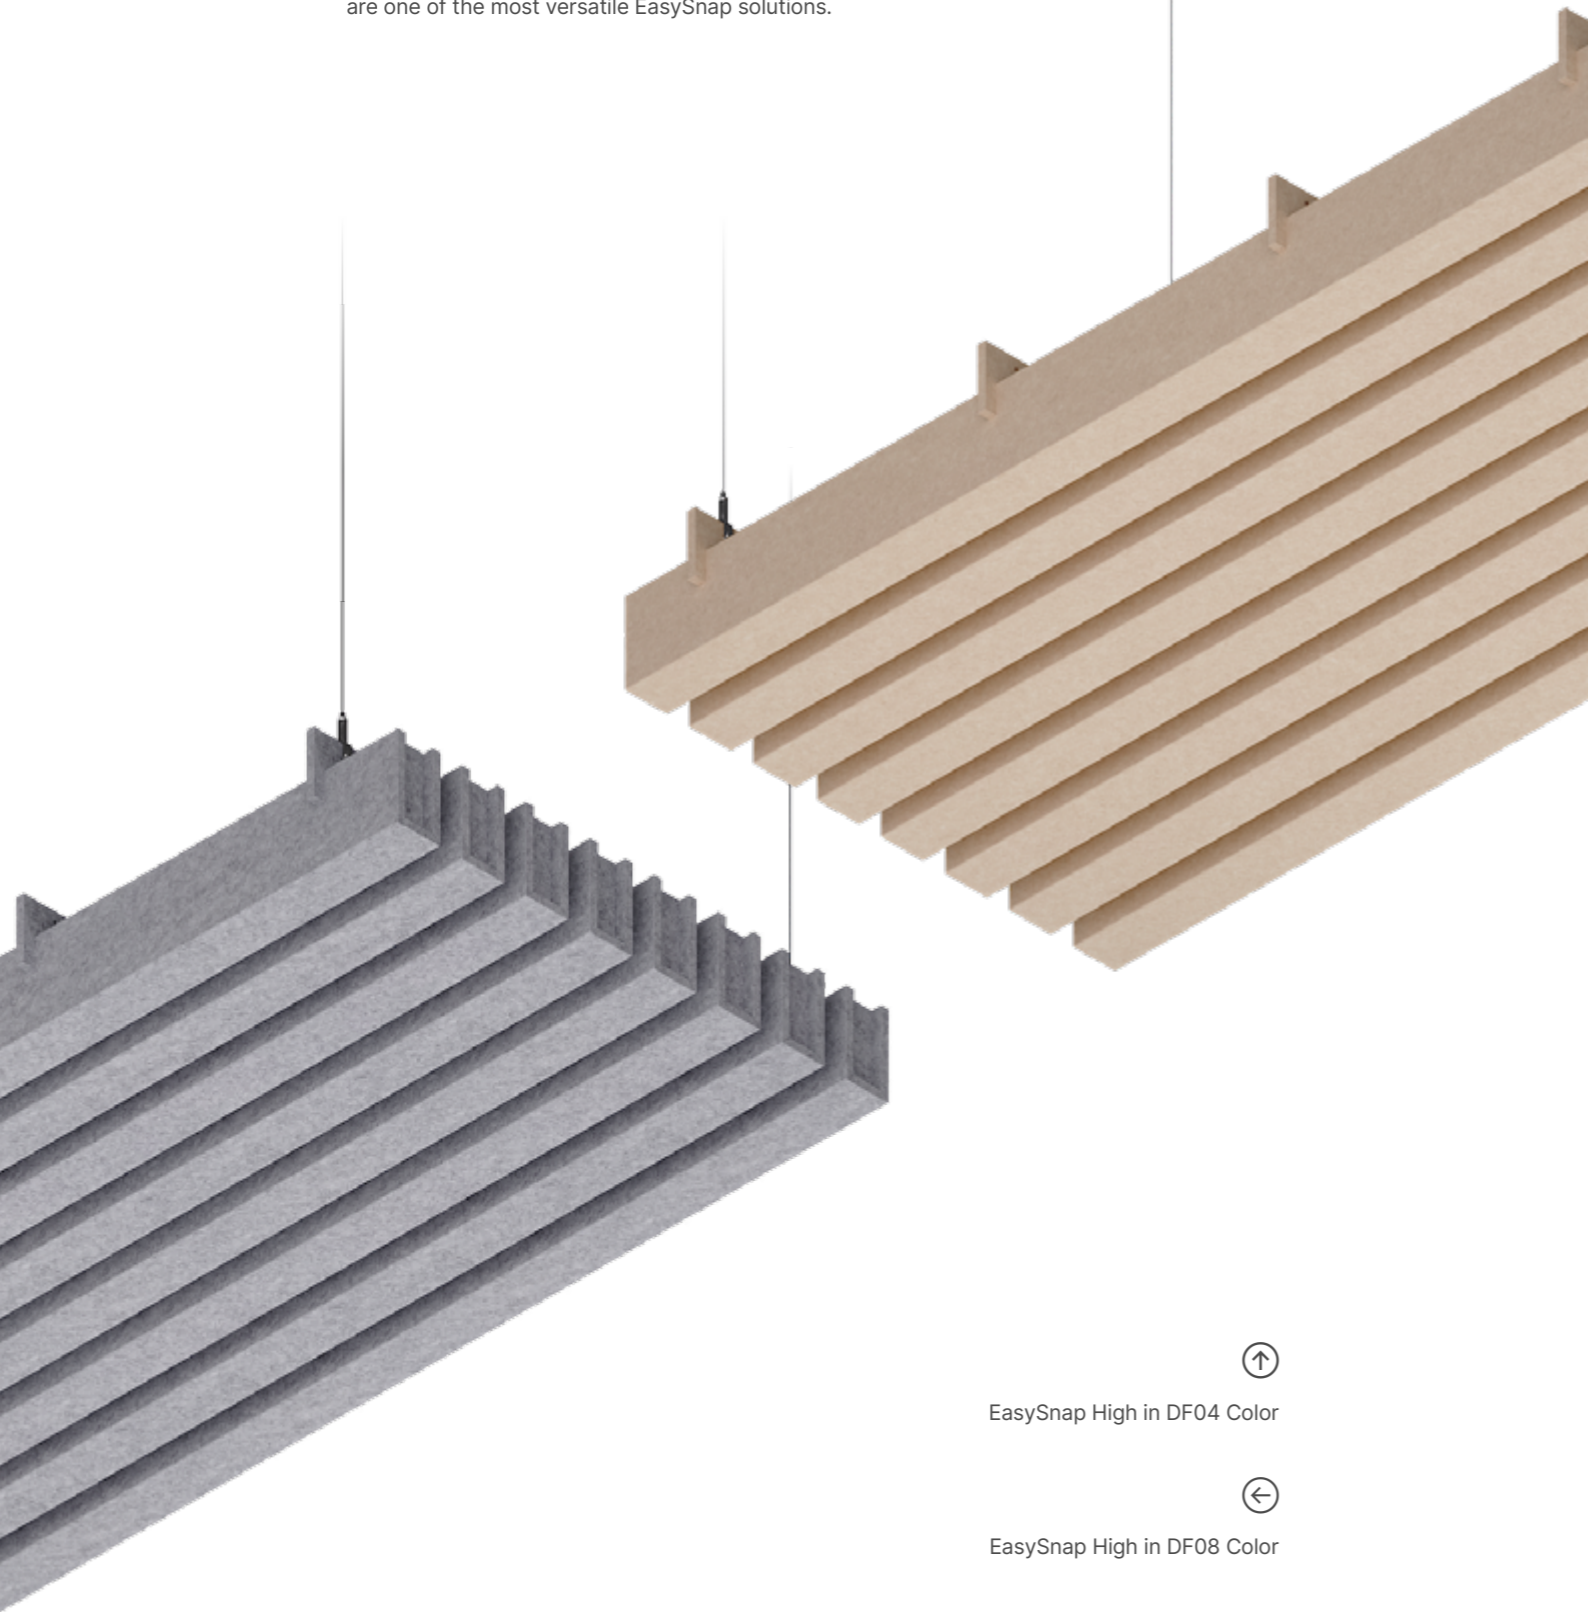 are one of the most versatile EasySnap solutions.
EasySnap High in DF04 Color
EasySnap High in DF08 Color